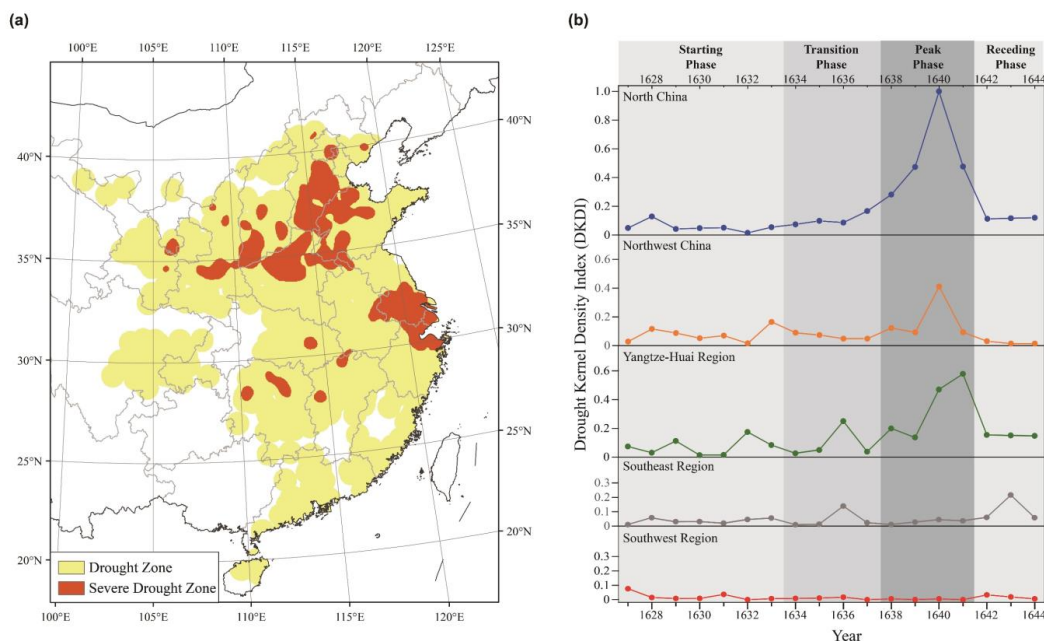 (a)
100°E 105°E 110°E 115°E 120°E 125°E
40°N 40°N
35°N 35°N
30°N 30°N
25°N 25°N
20°N 20°N
Drought Zone
Severe Drought Zone
100°E 105°E 110°E 115°E 120°E
(b)
Starting Phase
Transition Phase
Peak Phase
Receding Phase
1628 1630 1632 1634 1636 1638 1640 1642 1644
Drought Kernel Density Index (DKDI)
North China
1.0
0.8
0.6
0.4
0.2
0
Northwest China
0.6
0.4
0.2
0
Yangtze-Huai Region
0.6
0.4
0.2
0
Southeast Region
0.3
0.2
0.1
0
Southwest Region
0.3
0.2
0.1
0
1628 1630 1632 1634 1636 1638 1640 1642 1644
Year